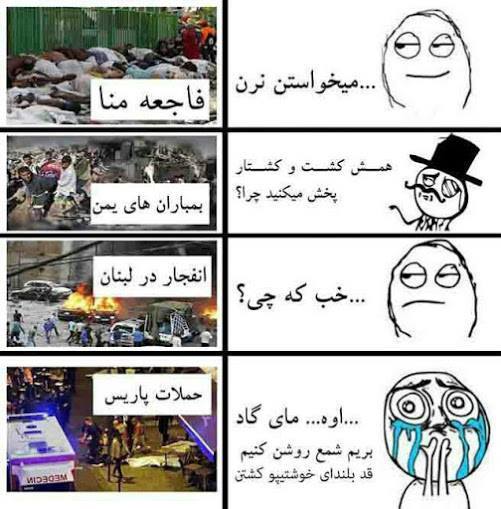 ...میخواستن نرن
فاجعه منا
همش کشت و کشتار
پخش میکنید چرا؟
بمباران های یمن
...خب که چی؟
انفجار در لبنان
...اوه... مای گاد
بریم شمع روشن کنیم
قد بلندای خوشتیپو کشتن
حملات پاریس
MEDECIN